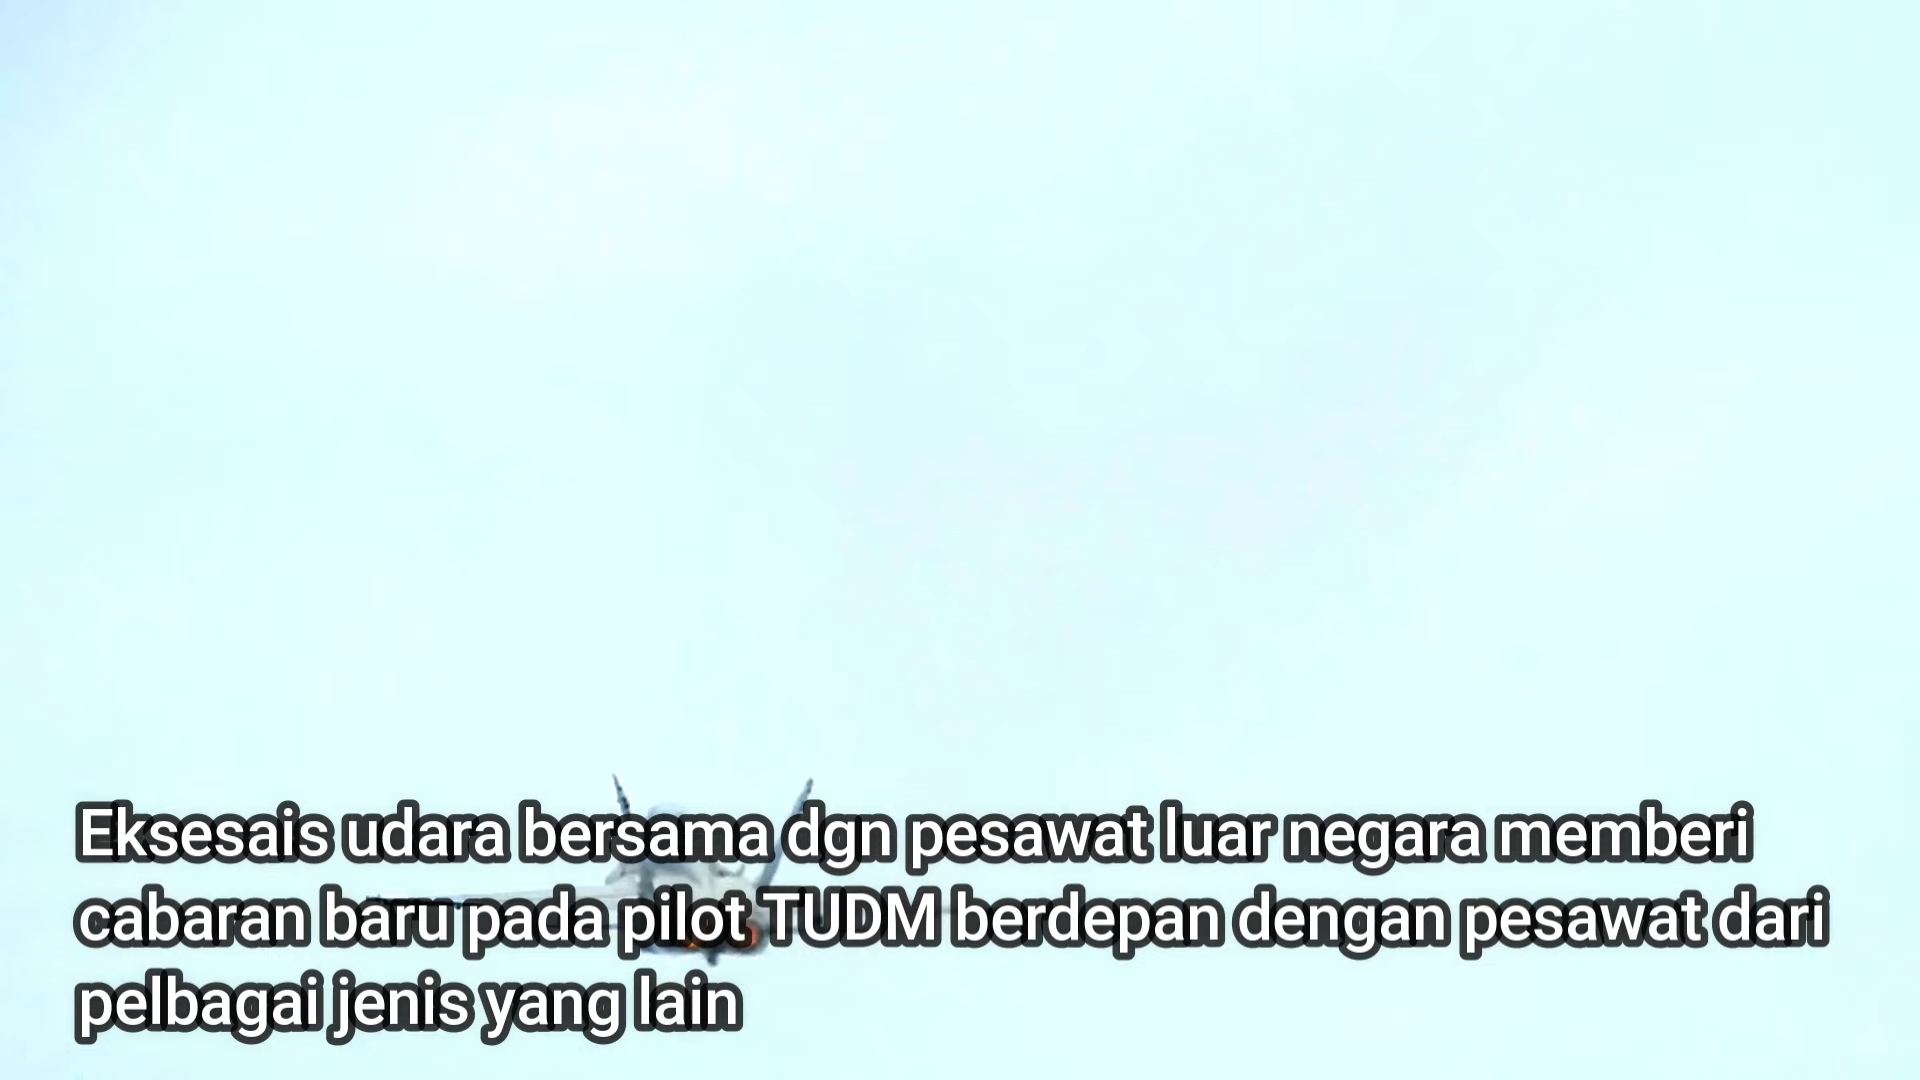 Eksesais udara bersama dgn pesawat luar negara memberi
cabaran baru pada pilot TUDM berdepan dengan pesawat dari
pelbagai jenis yang lain